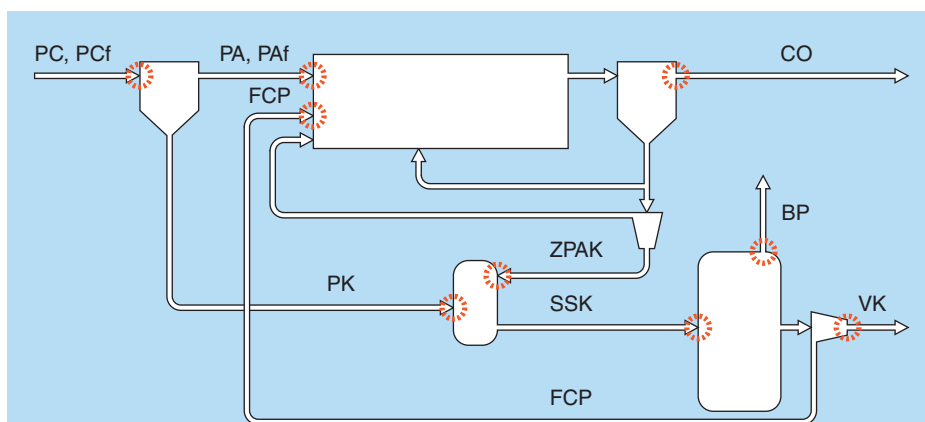 PC, PCf
PA, PAf
CO
FCP
BP
ZPAK
PK
SSK
VK
FCP